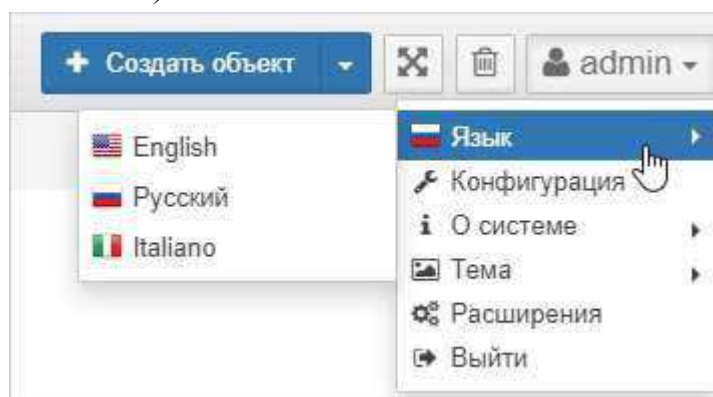 Создать объект
admin
English
Русский
Italiano
Язык
Конфигурация
О системе
Тема
Расширения
Выйти